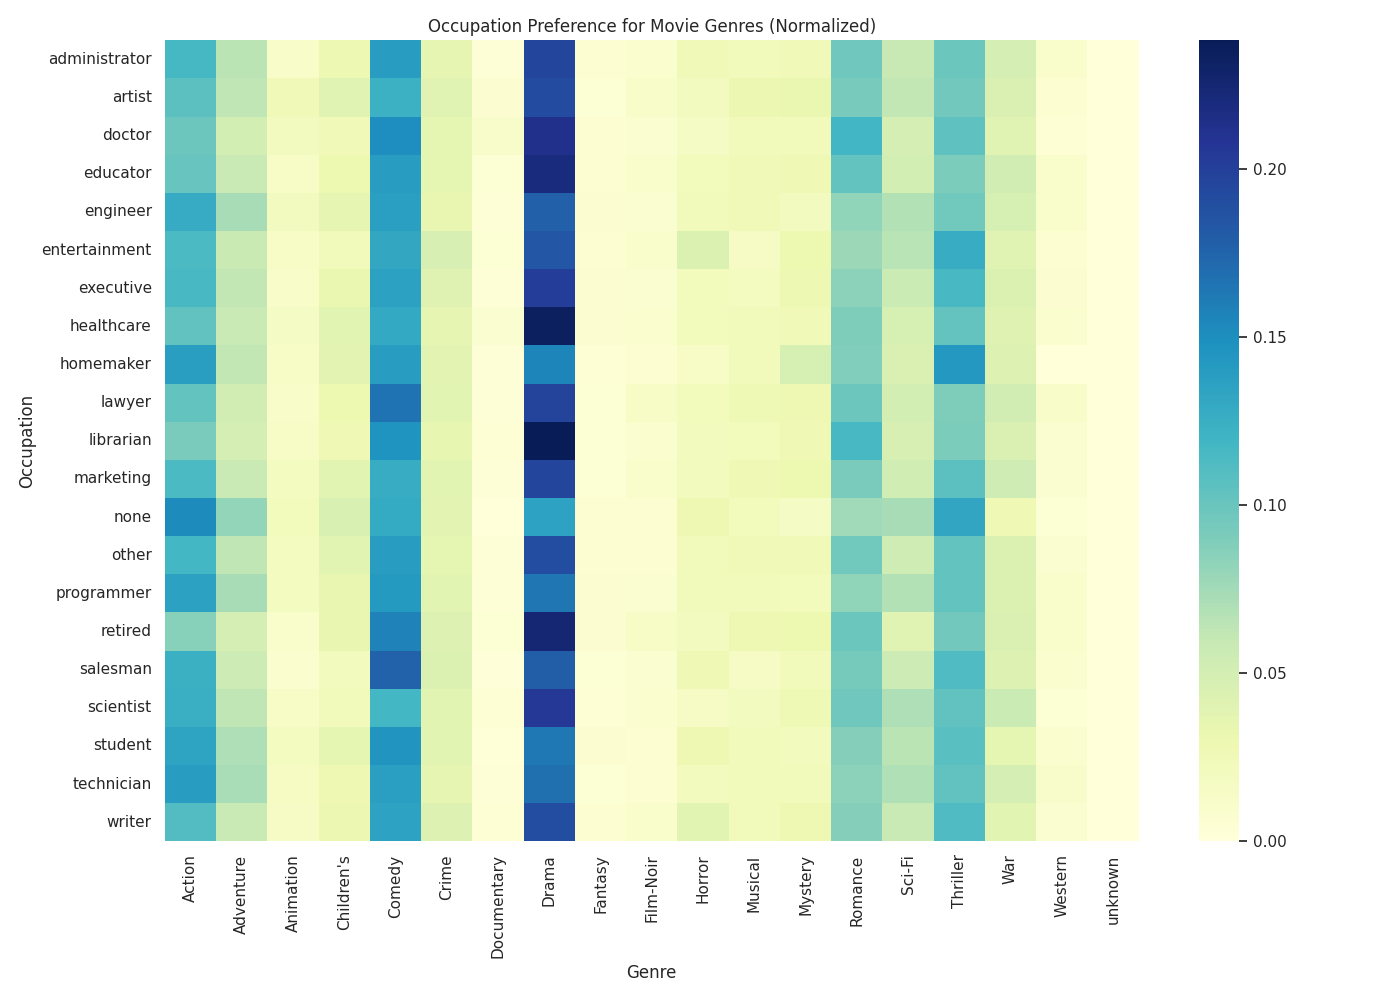 Occupation Preference for Movie Genres (Normalized)
Occupation
administrator
artist
doctor
educator
engineer
entertainment
executive
healthcare
homemaker
lawyer
librarian
marketing
none
other
programmer
retired
salesman
scientist
student
technician
writer
Action
Adventure
Animation
Children's
Comedy
Crime
Documentary
Drama
Fantasy
Film-Noir
Horror
Musical
Mystery
Romance
Sci-Fi
Thriller
War
Western
unknown
Genre
0.20
0.15
0.10
0.05
0.00